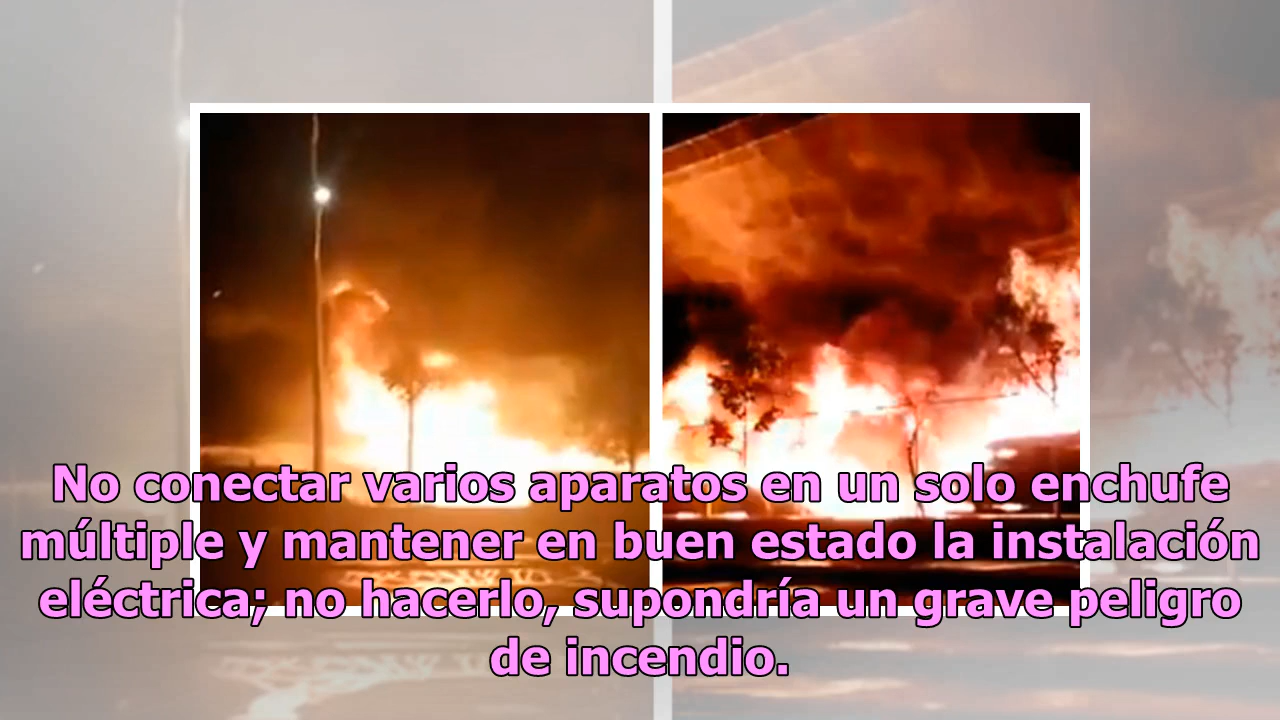 No conectar varios aparatos en un solo enchufe
múltiple y mantener en buen estado la instalación
eléctrica; no hacerlo, supondría un grave peligro
de incendio.